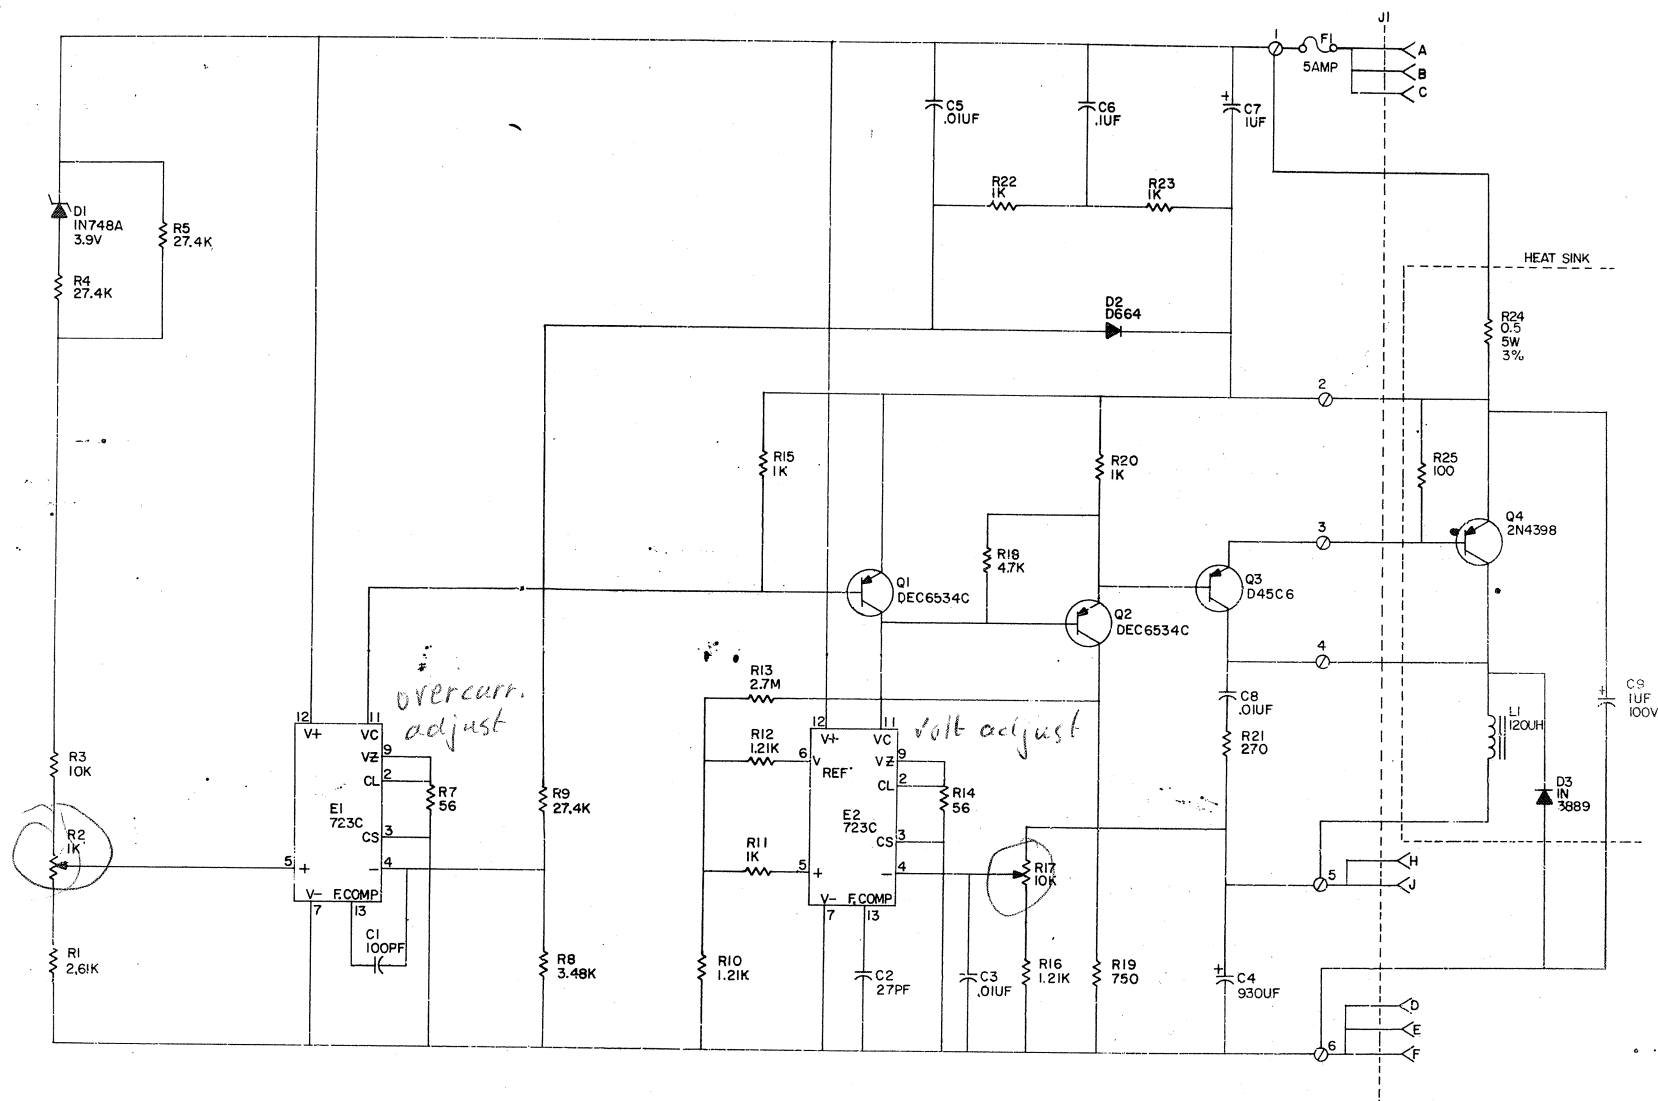 J1
1
F1
5AMP
A
B
C
C5
.01UF
C6
.1UF
+
C7
1UF
R22
1K
R23
1K
D1
1N748A
3.9V
R5
27.4K
R4
27.4K
HEAT SINK
D2
D664
R24
0.5
5W
3%
2
R15
1K
R20
1K
R25
100
R18
4.7K
3
Q4
2N4398
Q1
DEC6534C
Q3
D45C6
Q2
DEC6534C
4
overcurr.
adjust
R13
2.7M
C8
.01UF
R21
270
+
C9
1UF
100V
L1
120UH
12
11
V+
VC
9
VZ
2
CL
R7
56
E1
723C
3
CS
5
+
4
-
V-
F.COMP
7
13
C1
100PF
R3
10K
R2
1K
R1
2.61K
R9
27.4K
R8
3.48K
volt adjust
R12
1.21K
R11
1K
R10
1.21K
12
11
V+
VC
6
V
REF
9
VZ
2
CL
R14
56
E2
723C
3
CS
5
+
4
-
V-
F.COMP
7
13
C2
27PF
C3
.01UF
R17
10K
R16
1.21K
R19
750
+
C4
930UF
D3
1N
3889
5
H
J
D
E
6
F